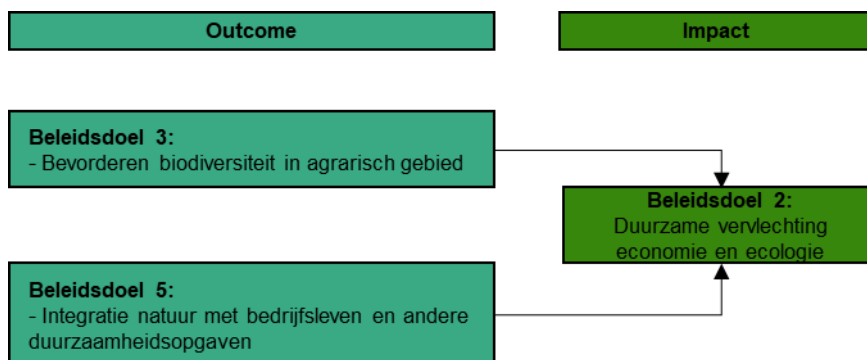 Outcome
Impact
Beleidsdoel 3:
- Bevorderen biodiversiteit in agrarisch gebied
Beleidsdoel 2:
Duurzame vervlechting
economie en ecologie
Beleidsdoel 5:
- Integratie natuur met bedrijfsleven en andere
duurzaamheidsopgaven